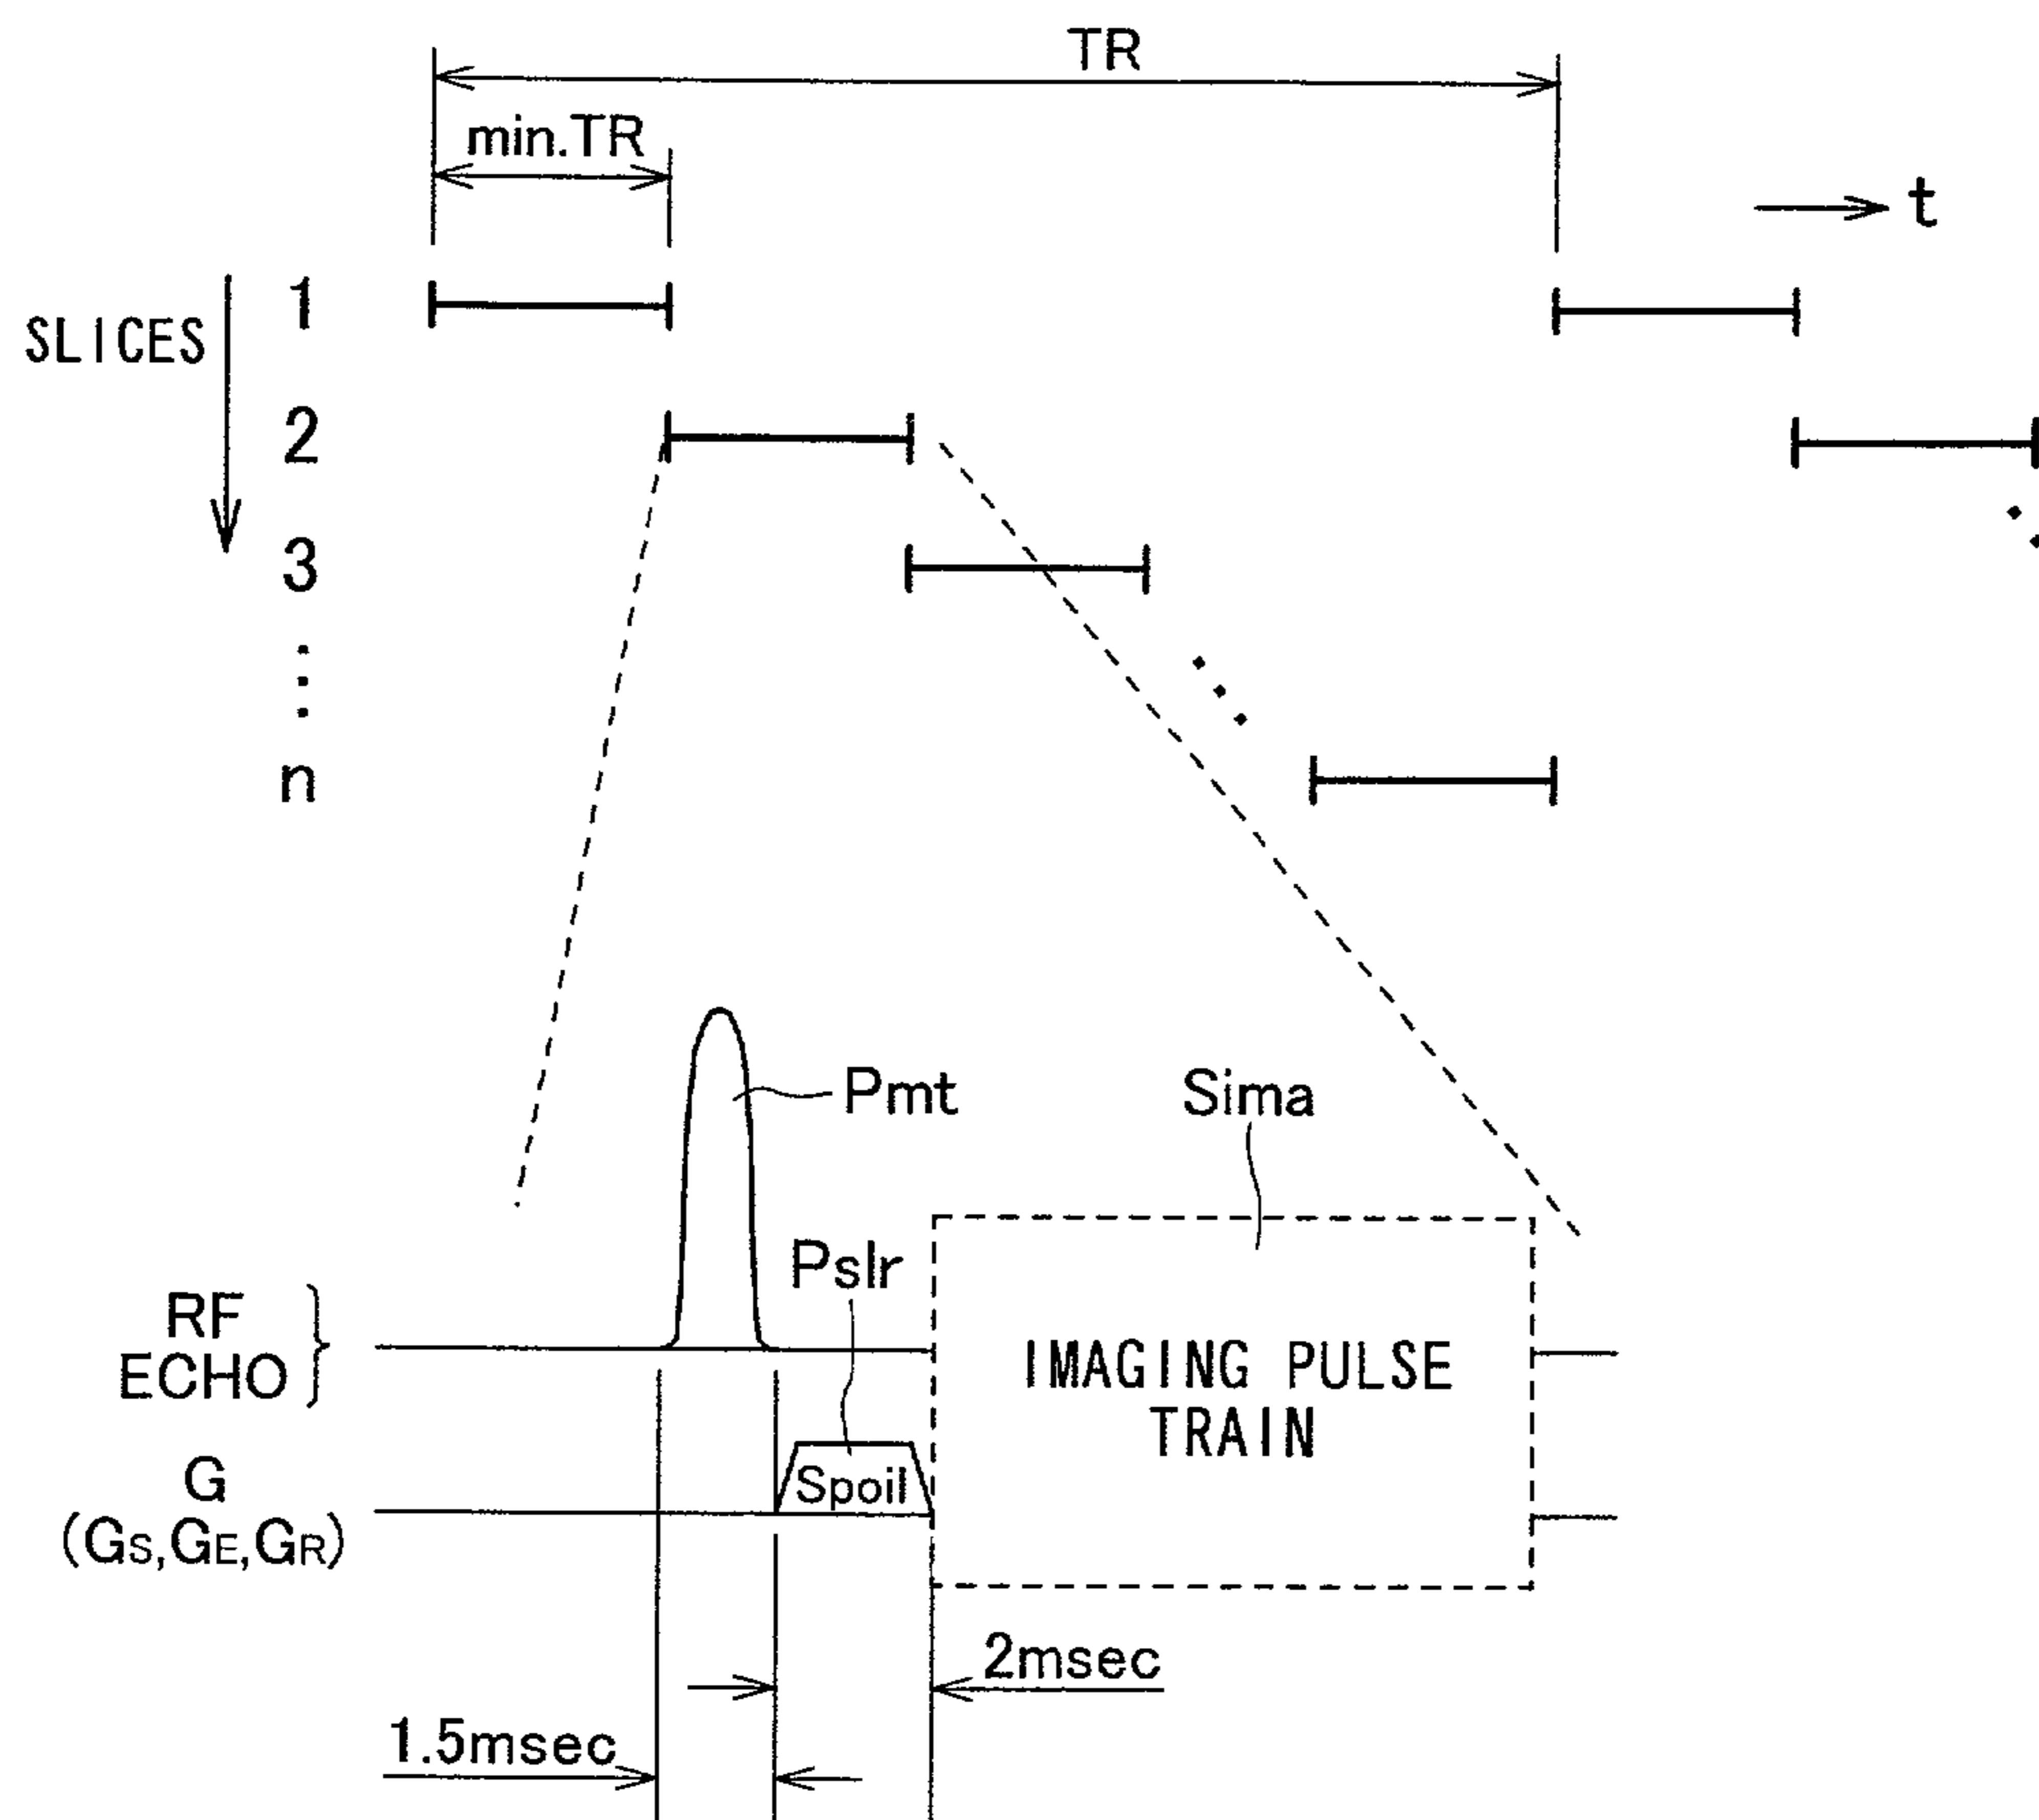 TR
min.TR
t
SLICES
1
2
3
n
Pmt
Sima
Pslr
RF
ECHO
IMAGING PULSE
TRAIN
G
(GS,GE,GR)
Spoil
2msec
1.5msec